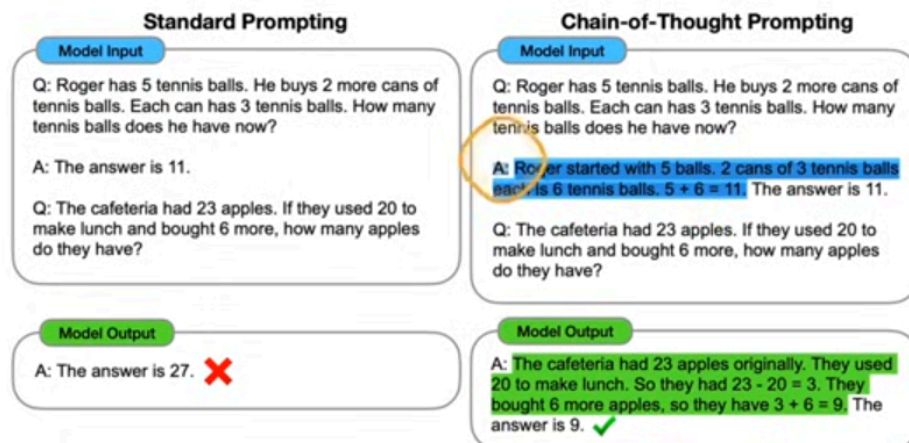 Standard Prompting
Model Input
Q: Roger has 5 tennis balls. He buys 2 more cans of
tennis balls. Each can has 3 tennis balls. How many
tennis balls does he have now?
A: The answer is 11.
Q: The cafeteria had 23 apples. If they used 20 to
make lunch and bought 6 more, how many apples
do they have?
Model Output
A: The answer is 27.
Chain-of-Thought Prompting
Model Input
Q: Roger has 5 tennis balls. He buys 2 more cans of
tennis balls. Each can has 3 tennis balls. How many
tennis balls does he have now?
A: Roger started with 5 balls. 2 cans of 3 tennis balls
each is 6 tennis balls. 5 + 6 = 11. The answer is 11.
Q: The cafeteria had 23 apples. If they used 20 to
make lunch and bought 6 more, how many apples
do they have?
Model Output
A: The cafeteria had 23 apples originally. They used
20 to make lunch. So they had 23 - 20 = 3. They
bought 6 more apples, so they have 3 + 6 = 9. The
answer is 9.